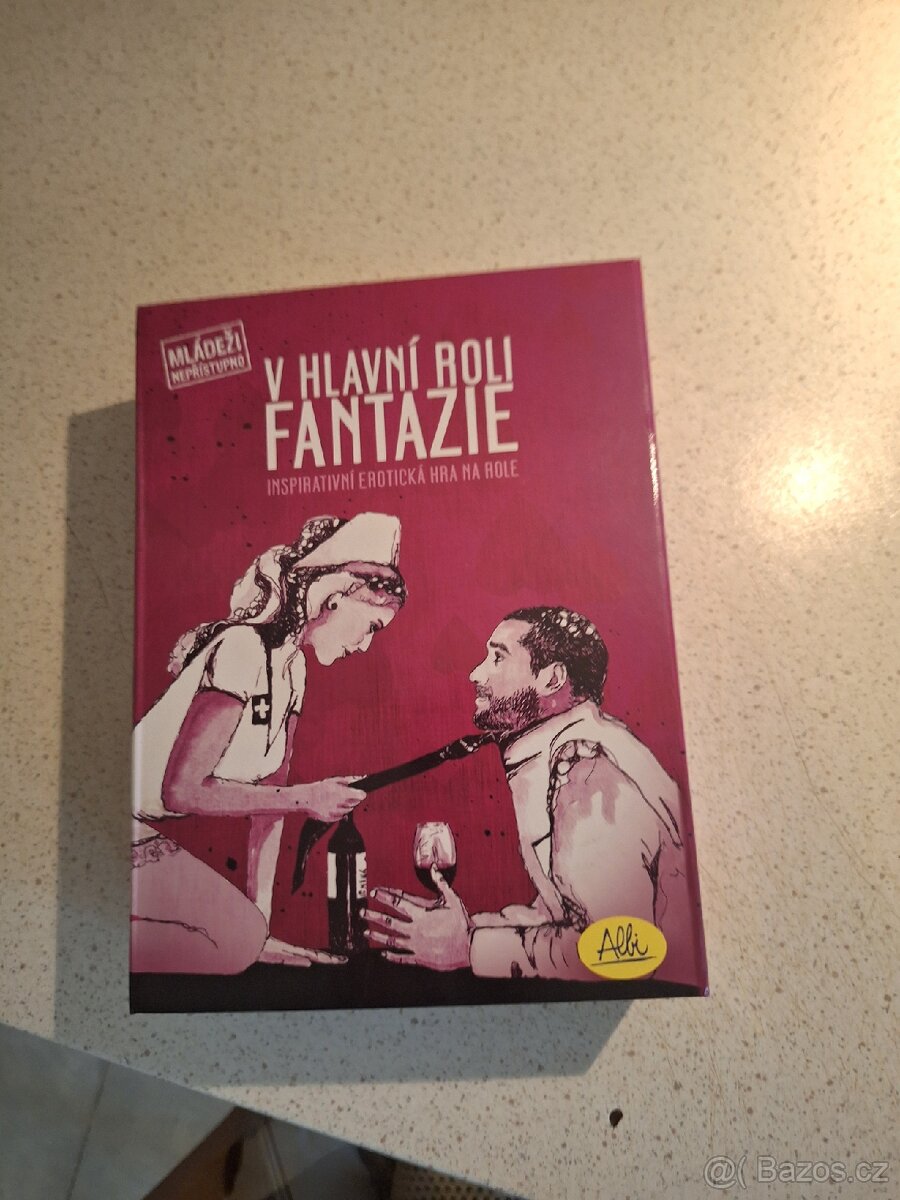 MLÁDEŽI
NEPŘÍSTUPNO
V HLAVNÍ ROLI
FANTAZIE
INSPIRATIVNÍ EROTICKÁ HRA NA ROLE
Albi
@( Bazos.cz